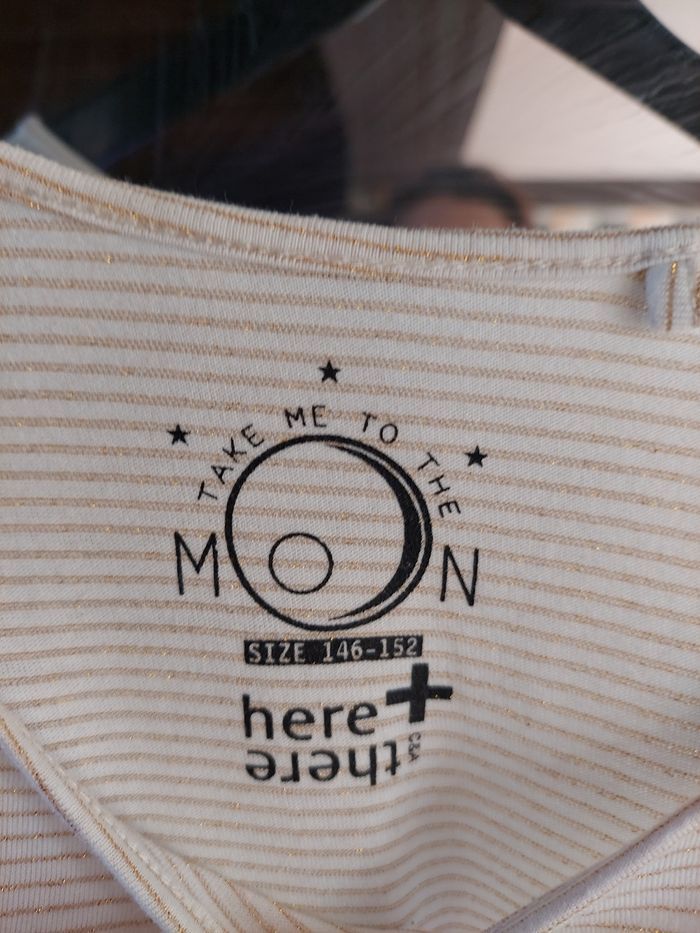 TAKE ME TO THE
MOON
SIZE 146-152
here+
there
C&A